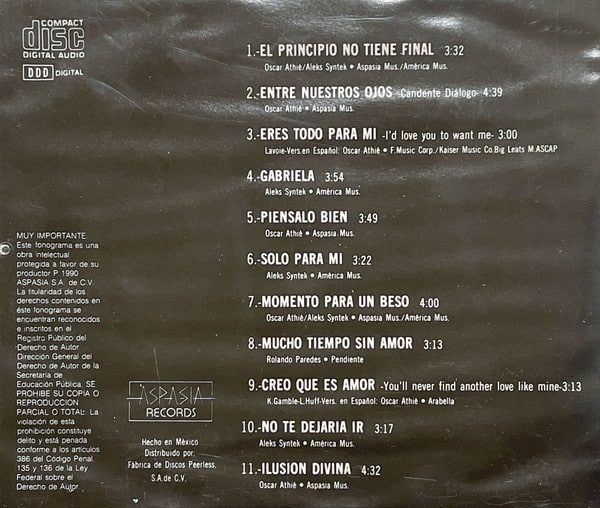 COMPACT
disc
DIGITAL AUDIO
DDD DIGITAL
1.-EL PRINCIPIO NO TIENE FINAL 3:32
Oscar Athié/Aleks Syntek • Aspasia Mus./América Mus.
2.-ENTRE NUESTROS OJOS -Candente Diálogo- 4:39
Oscar Athié • Aspasia Mus.
3.-ERES TODO PARA MI -I'd love you to want me- 3:00
Lavoie-Vers.en Español: Oscar Athié • F.Music Corp./Kaiser Music Co.Big Leats M.ASCAP
4.-GABRIELA 3:54
Aleks Syntek • América Mus.
5.-PIENSALO BIEN 3:49
Oscar Athié • Aspasia Mus.
6.-SOLO PARA MI 3:22
Aleks Syntek • América Mus.
7.-MOMENTO PARA UN BESO 4:00
Oscar Athié/Aleks Syntek • Aspasia Mus./América Mus.
8.-MUCHO TIEMPO SIN AMOR 3:13
Rolando Paredes • Pendiente
9.-CREO QUE ES AMOR -You'll never find another love like mine-3:13
K.Gamble-L.Huff-Vers. en Español: Oscar Athié • Arabella
10.-NO TE DEJARIA IR 3:17
Aleks Syntek • América Mus.
11.-ILUSION DIVINA 4:32
Oscar Athié • Aspasia Mus.
MUY IMPORTANTE
Este fonograma es una
obra intelectual
protegida a favor de su
productor P 1990
ASPASIA S.A. de C.V.
La titularidad de los
derechos contenidos en
éste fonograma se
encuentran reconocidos
e inscritos en el
Registro Público del
Derecho de Autor
Dirección General del
Derecho de Autor de la
Secretaría de
Educación Pública. SE
PROHIBE SU COPIA O
REPRODUCCION
PARCIAL O TOTAL. La
violación de esta
prohibición constituye
delito y está penada
conforme a los artículos
386 del Código Penal,
135 y 136 de la Ley
Federal sobre el
Derecho de Autor.
ASPASIA
RECORDS
Hecho en México
Distribuido por:
Fábrica de Discos Peerless.
S.A.de C.V.